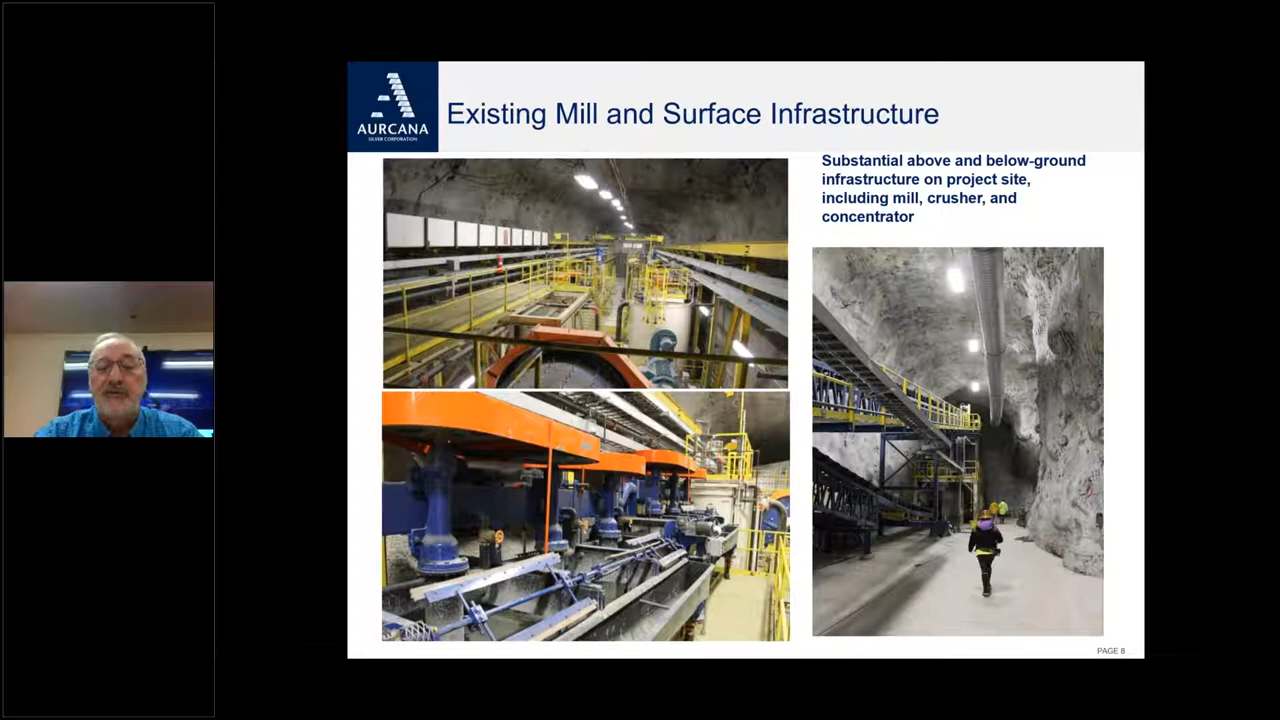 AURCANA
SILVER CORPORATION
Existing Mill and Surface Infrastructure
Substantial above and below-ground
infrastructure on project site,
including mill, crusher, and
concentrator
PAGE 8